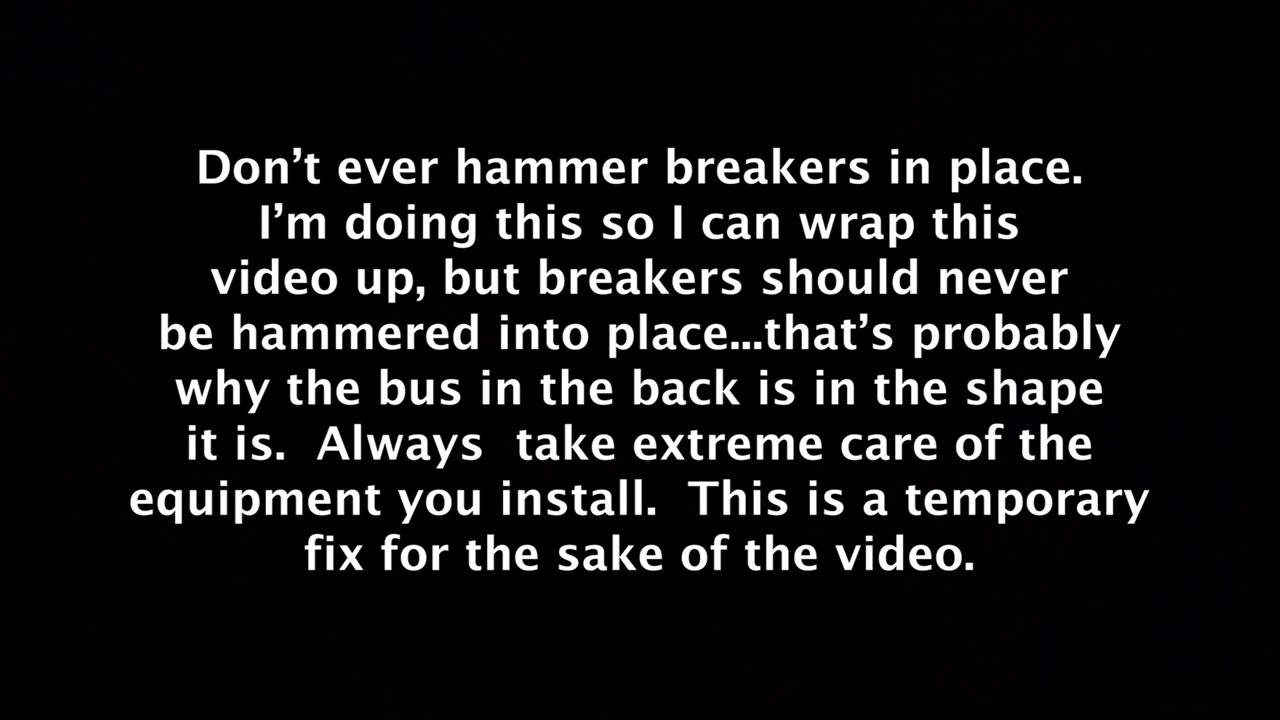 Don’t ever hammer breakers in place.
I’m doing this so I can wrap this
video up, but breakers should never
be hammered into place...that’s probably
why the bus in the back is in the shape
it is.  Always  take extreme care of the
equipment you install.  This is a temporary
fix for the sake of the video.